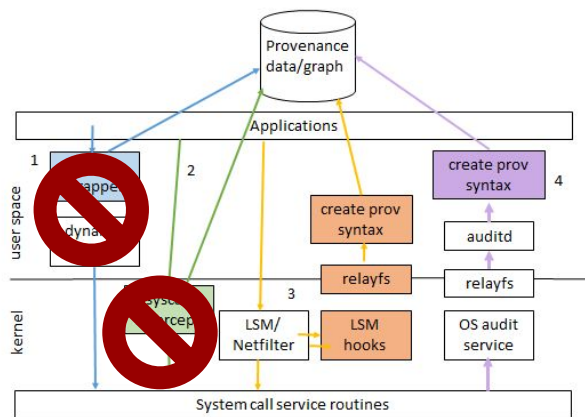 Provenance
data/graph
Applications
1
2
create prov
syntax
4
create prov
syntax
auditd
user space
relayfs
relayfs
kernel
3
LSM/
Netfilter
LSM
hooks
OS audit
service
System call service routines